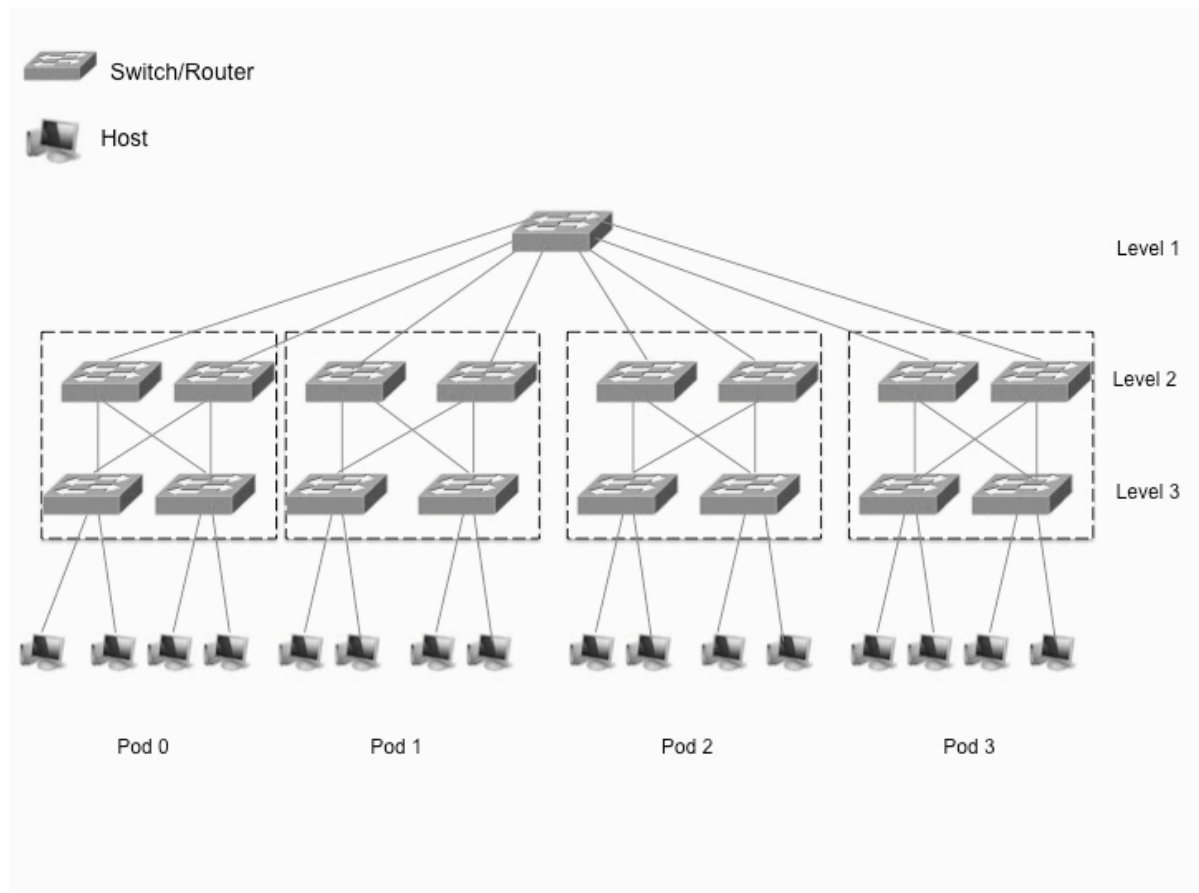 Switch/Router
Host
Level 1
Level 2
Level 3
Pod 0
Pod 1
Pod 2
Pod 3